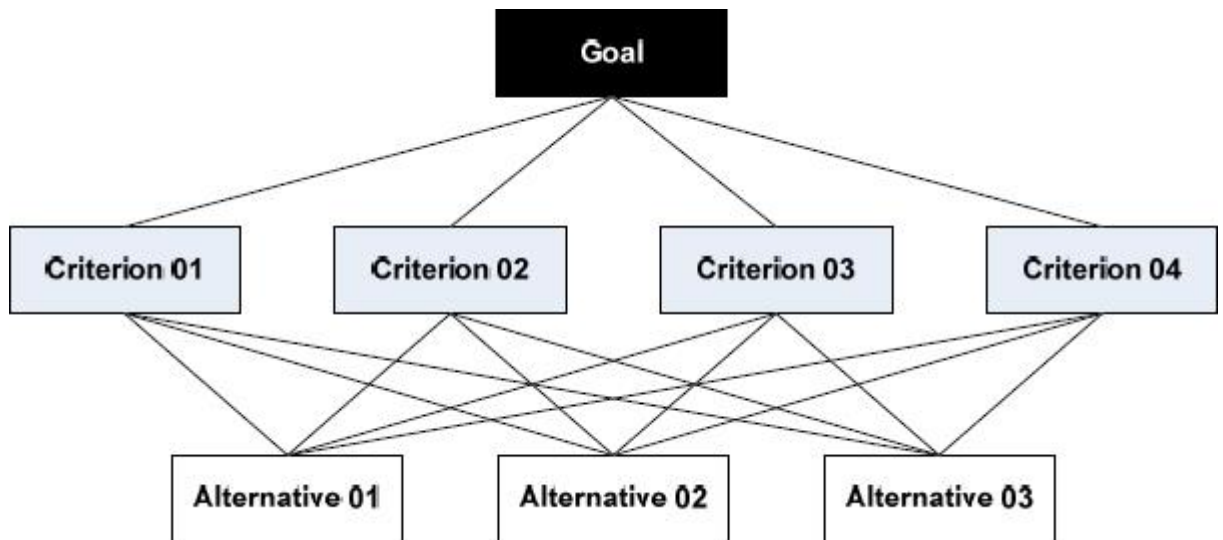 Goal
Criterion 01
Criterion 02
Criterion 03
Criterion 04
Alternative 01
Alternative 02
Alternative 03